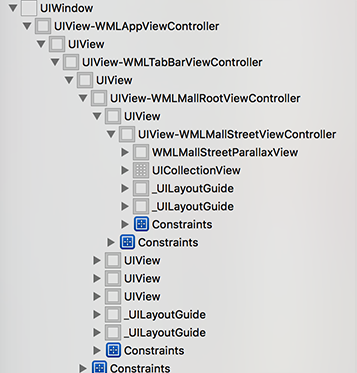 UIWindow
UIView-WMLAppViewController
UIView
UIView-WMLTabBarViewController
UIView
UIView-WMLMallRootViewController
UIView
UIView-WMLMallStreetViewController
WMLMallStreetParallaxView
UICollectionView
_UILayoutGuide
_UILayoutGuide
Constraints
Constraints
UIView
UIView
UIView
_UILayoutGuide
_UILayoutGuide
Constraints
Constraints